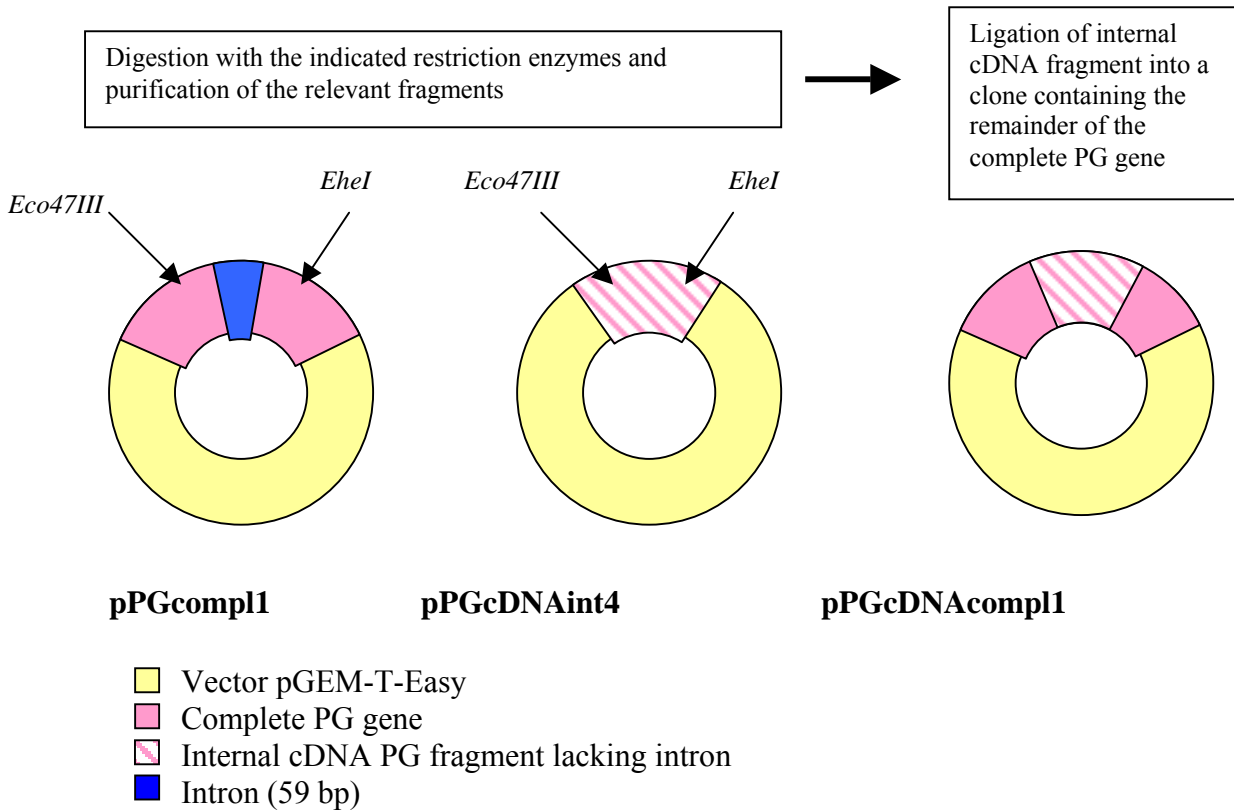 Digestion with the indicated restriction enzymes and
purification of the relevant fragments
Ligation of internal
cDNA fragment into a
clone containing the
remainder of the
complete PG gene
Eco47III
EheI
Eco47III
EheI
pPGcompl1
pPGcDNAint4
pPGcDNAcompl1
Vector pGEM-T-Easy
Complete PG gene
Internal cDNA PG fragment lacking intron
Intron (59 bp)